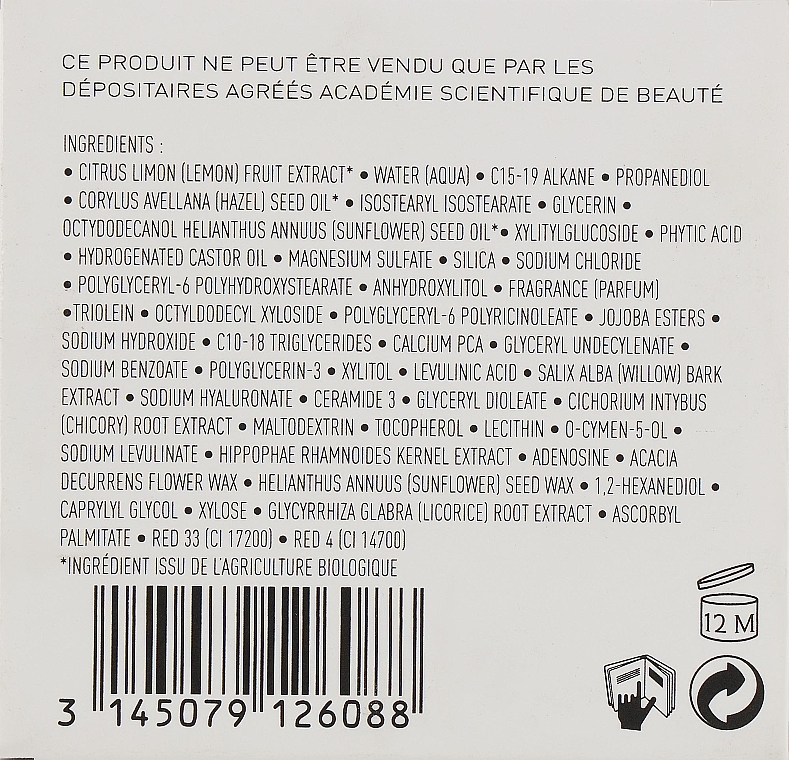 CE PRODUIT NE PEUT ÊTRE VENDU QUE PAR LES
DÉPOSITAIRES AGRÉÉS ACADÉMIE SCIENTIFIQUE DE BEAUTÉ
INGREDIENTS :
• CITRUS LIMON (LEMON) FRUIT EXTRACT* • WATER (AQUA) • C15-19 ALKANE • PROPANEDIOL
• CORYLUS AVELLANA (HAZEL) SEED OIL* • ISOSTEARYL ISOSTEARATE • GLYCERIN •
OCTYDODECANOL HELIANTHUS ANNUUS (SUNFLOWER) SEED OIL*• XYLITYLGLUCOSIDE • PHYTIC ACID
• HYDROGENATED CASTOR OIL • MAGNESIUM SULFATE • SILICA • SODIUM CHLORIDE
• POLYGLYCERYL-6 POLYHYDROXYSTEARATE • ANHYDROXYLITOL • FRAGRANCE (PARFUM)
•TRIOLEIN • OCTYLDODECYL XYLOSIDE • POLYGLYCERYL-6 POLYRICINOLEATE • JOJOBA ESTERS •
SODIUM HYDROXIDE • C10-18 TRIGLYCERIDES • CALCIUM PCA • GLYCERYL UNDECYLENATE •
SODIUM BENZOATE • POLYGLYCERIN-3 • XYLITOL • LEVULINIC ACID • SALIX ALBA (WILLOW) BARK
EXTRACT • SODIUM HYALURONATE • CERAMIDE 3 • GLYCERYL DIOLEATE • CICHORIUM INTYBUS
(CHICORY) ROOT EXTRACT • MALTODEXTRIN • TOCOPHEROL • LECITHIN • O-CYMEN-5-OL •
SODIUM LEVULINATE • HIPPOPHAE RHAMNOIDES KERNEL EXTRACT • ADENOSINE • ACACIA
DECURRENS FLOWER WAX • HELIANTHUS ANNUUS (SUNFLOWER) SEED WAX • 1,2-HEXANEDIOL •
CAPRYLYL GLYCOL • XYLOSE • GLYCYRRHIZA GLABRA (LICORICE) ROOT EXTRACT • ASCORBYL
PALMITATE • RED 33 (CI 17200) • RED 4 (CI 14700)
*INGRÉDIENT ISSU DE L'AGRICULTURE BIOLOGIQUE
12 M
3 145079 126088